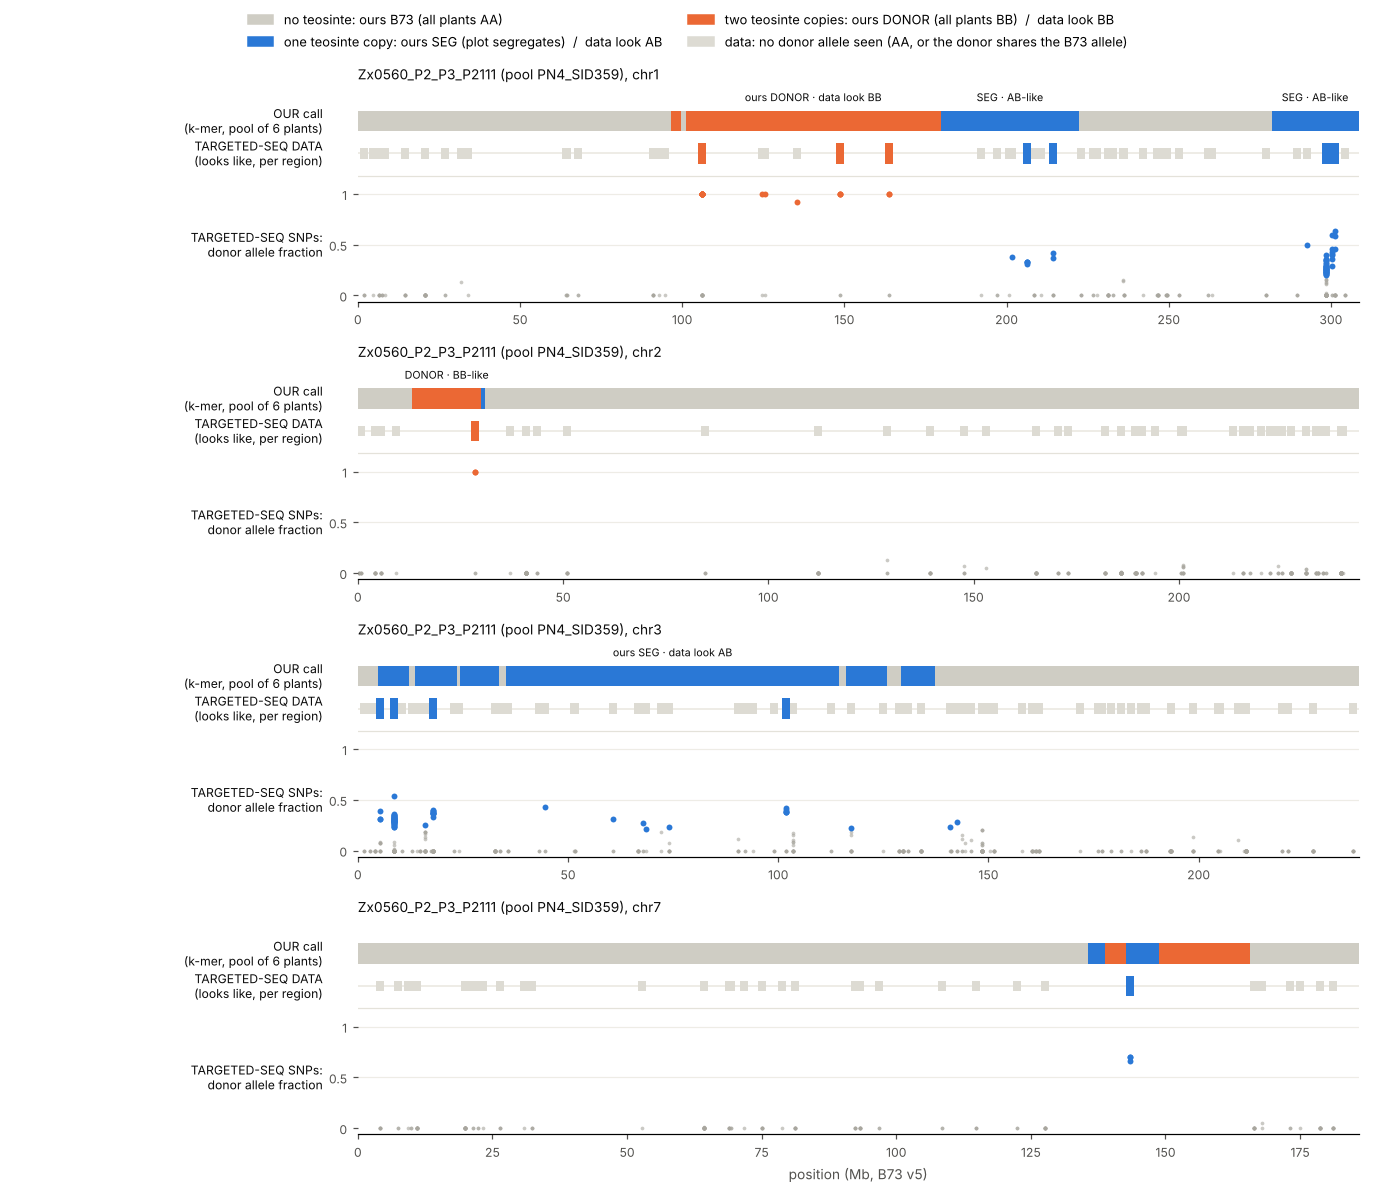 no teosinte: ours B73 (all plants AA)
two teosinte copies: ours DONOR (all plants BB)  /  data look BB
one teosinte copy: ours SEG (plot segregates)  /  data look AB
data: no donor allele seen (AA, or the donor shares the B73 allele)
Zx0560_P2_P3_P2111 (pool PN4_SID359), chr1
ours DONOR · data look BB
SEG · AB-like
SEG · AB-like
OUR call
(k-mer, pool of 6 plants)
TARGETED-SEQ DATA
(looks like, per region)
1
TARGETED-SEQ SNPs:
donor allele fraction
0.5
0
0 50 100 150 200 250 300
Zx0560_P2_P3_P2111 (pool PN4_SID359), chr2
DONOR · BB-like
OUR call
(k-mer, pool of 6 plants)
TARGETED-SEQ DATA
(looks like, per region)
1
TARGETED-SEQ SNPs:
donor allele fraction
0.5
0
0 50 100 150 200
Zx0560_P2_P3_P2111 (pool PN4_SID359), chr3
ours SEG · data look AB
OUR call
(k-mer, pool of 6 plants)
TARGETED-SEQ DATA
(looks like, per region)
1
TARGETED-SEQ SNPs:
donor allele fraction
0.5
0
0 50 100 150 200
Zx0560_P2_P3_P2111 (pool PN4_SID359), chr7
OUR call
(k-mer, pool of 6 plants)
TARGETED-SEQ DATA
(looks like, per region)
1
TARGETED-SEQ SNPs:
donor allele fraction
0.5
0
0 25 50 75 100 125 150 175
position (Mb, B73 v5)